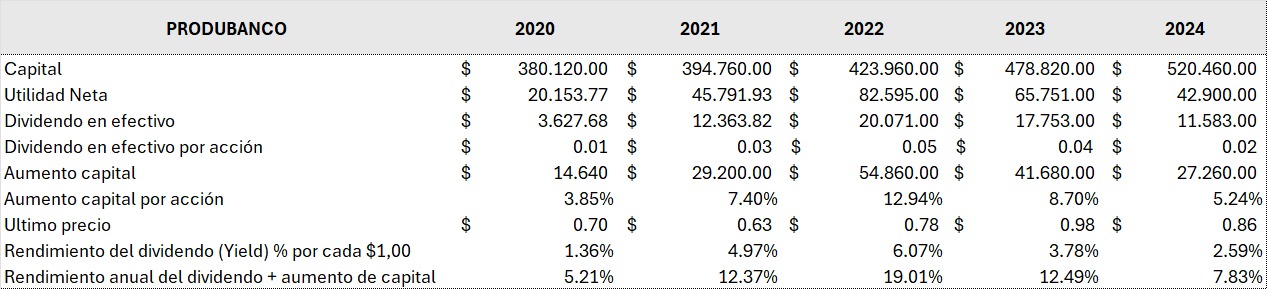 PRODUBANCO 2020 2021 2022 2023 2024
Capital $ 380.120.00 $ 394.760.00 $ 423.960.00 $ 478.820.00 $ 520.460.00
Utilidad Neta $ 20.153.77 $ 45.791.93 $ 82.595.00 $ 65.751.00 $ 42.900.00
Dividendo en efectivo $ 3.627.68 $ 12.363.82 $ 20.071.00 $ 17.753.00 $ 11.583.00
Dividendo en efectivo por acción $ 0.01 $ 0.03 $ 0.05 $ 0.04 $ 0.02
Aumento capital $ 14.640 $ 29.200.00 $ 54.860.00 $ 41.680.00 $ 27.260.00
Aumento capital por acción 3.85% 7.40% 12.94% 8.70% 5.24%
Ultimo precio $ 0.70 $ 0.63 $ 0.78 $ 0.98 $ 0.86
Rendimiento del dividendo (Yield) % por cada $1,00 1.36% 4.97% 6.07% 3.78% 2.59%
Rendimiento anual del dividendo + aumento de capital 5.21% 12.37% 19.01% 12.49% 7.83%